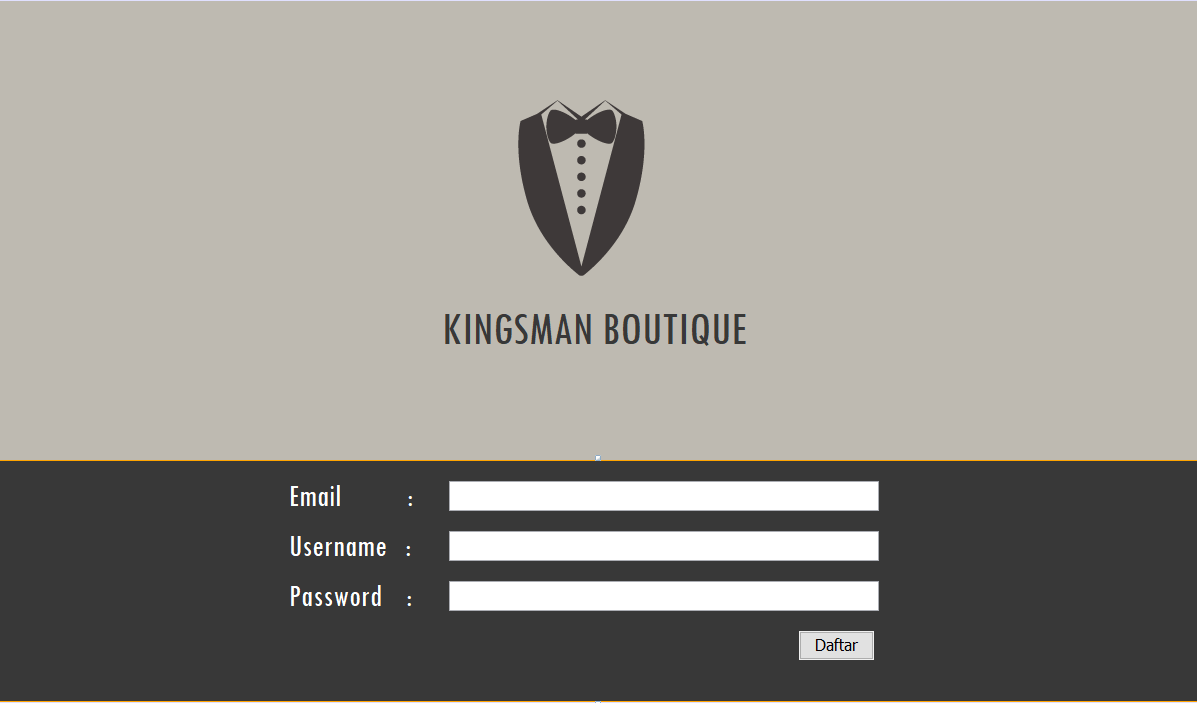 KINGSMAN BOUTIQUE
Email :
Username :
Password :
Daftar